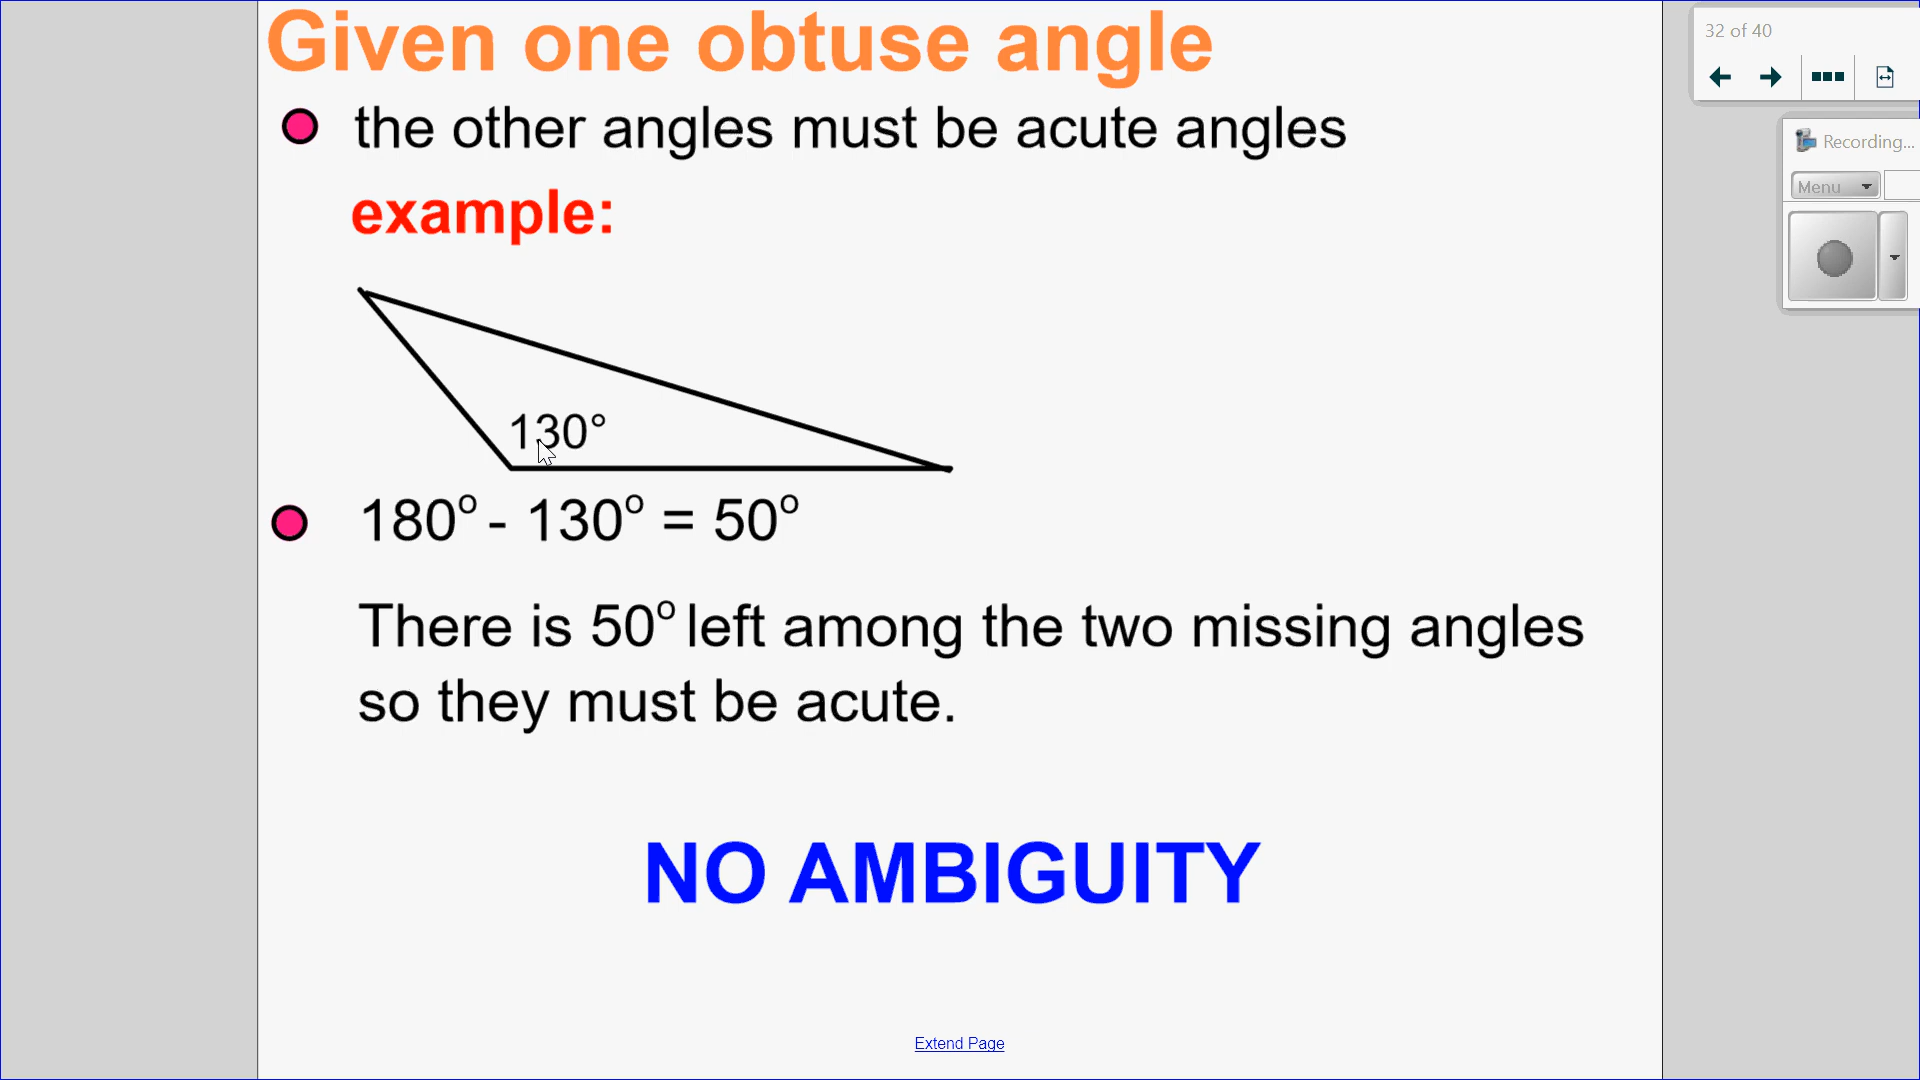 Given one obtuse angle
the other angles must be acute angles
example:
130°
180° - 130° = 50°
There is 50° left among the two missing angles
so they must be acute.
NO AMBIGUITY
Extend Page
32 of 40
Recording...
Menu